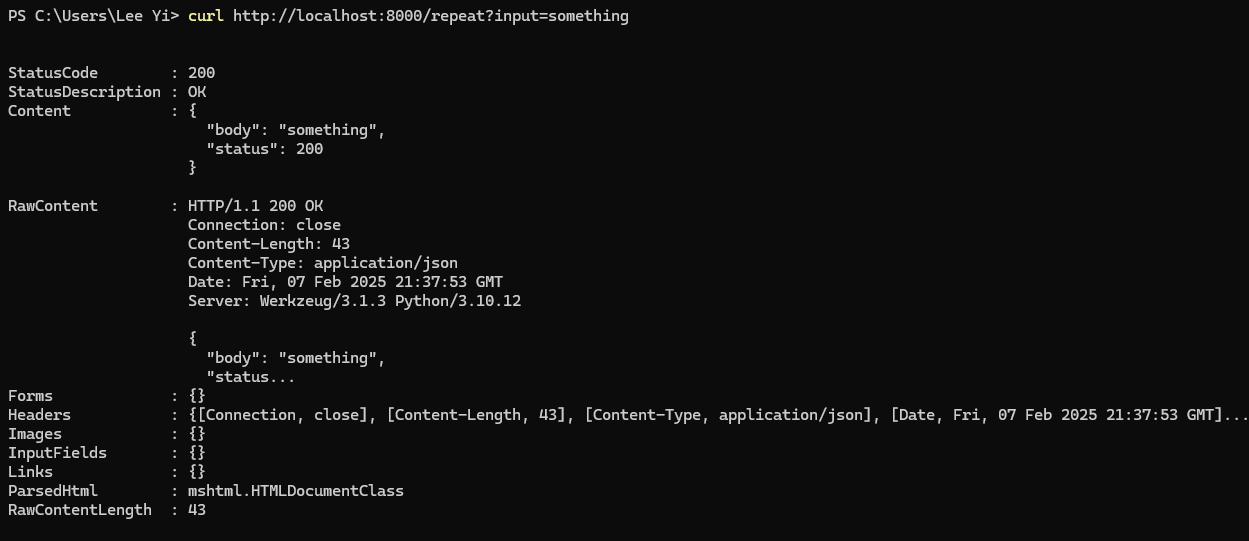 PS C:\Users\Lee Yi> curl http://localhost:8000/repeat?input=something
StatusCode        : 200
StatusDescription : OK
Content           : {
                      "body": "something",
                      "status": 200
                    }
RawContent        : HTTP/1.1 200 OK
                    Connection: close
                    Content-Length: 43
                    Content-Type: application/json
                    Date: Fri, 07 Feb 2025 21:37:53 GMT
                    Server: Werkzeug/3.1.3 Python/3.10.12
                    {
                      "body": "something",
                      "status...
Forms             : {}
Headers           : {[Connection, close], [Content-Length, 43], [Content-Type, application/json], [Date, Fri, 07 Feb 2025 21:37:53 GMT]...
Images            : {}
InputFields       : {}
Links             : {}
ParsedHtml        : mshtml.HTMLDocumentClass
RawContentLength  : 43